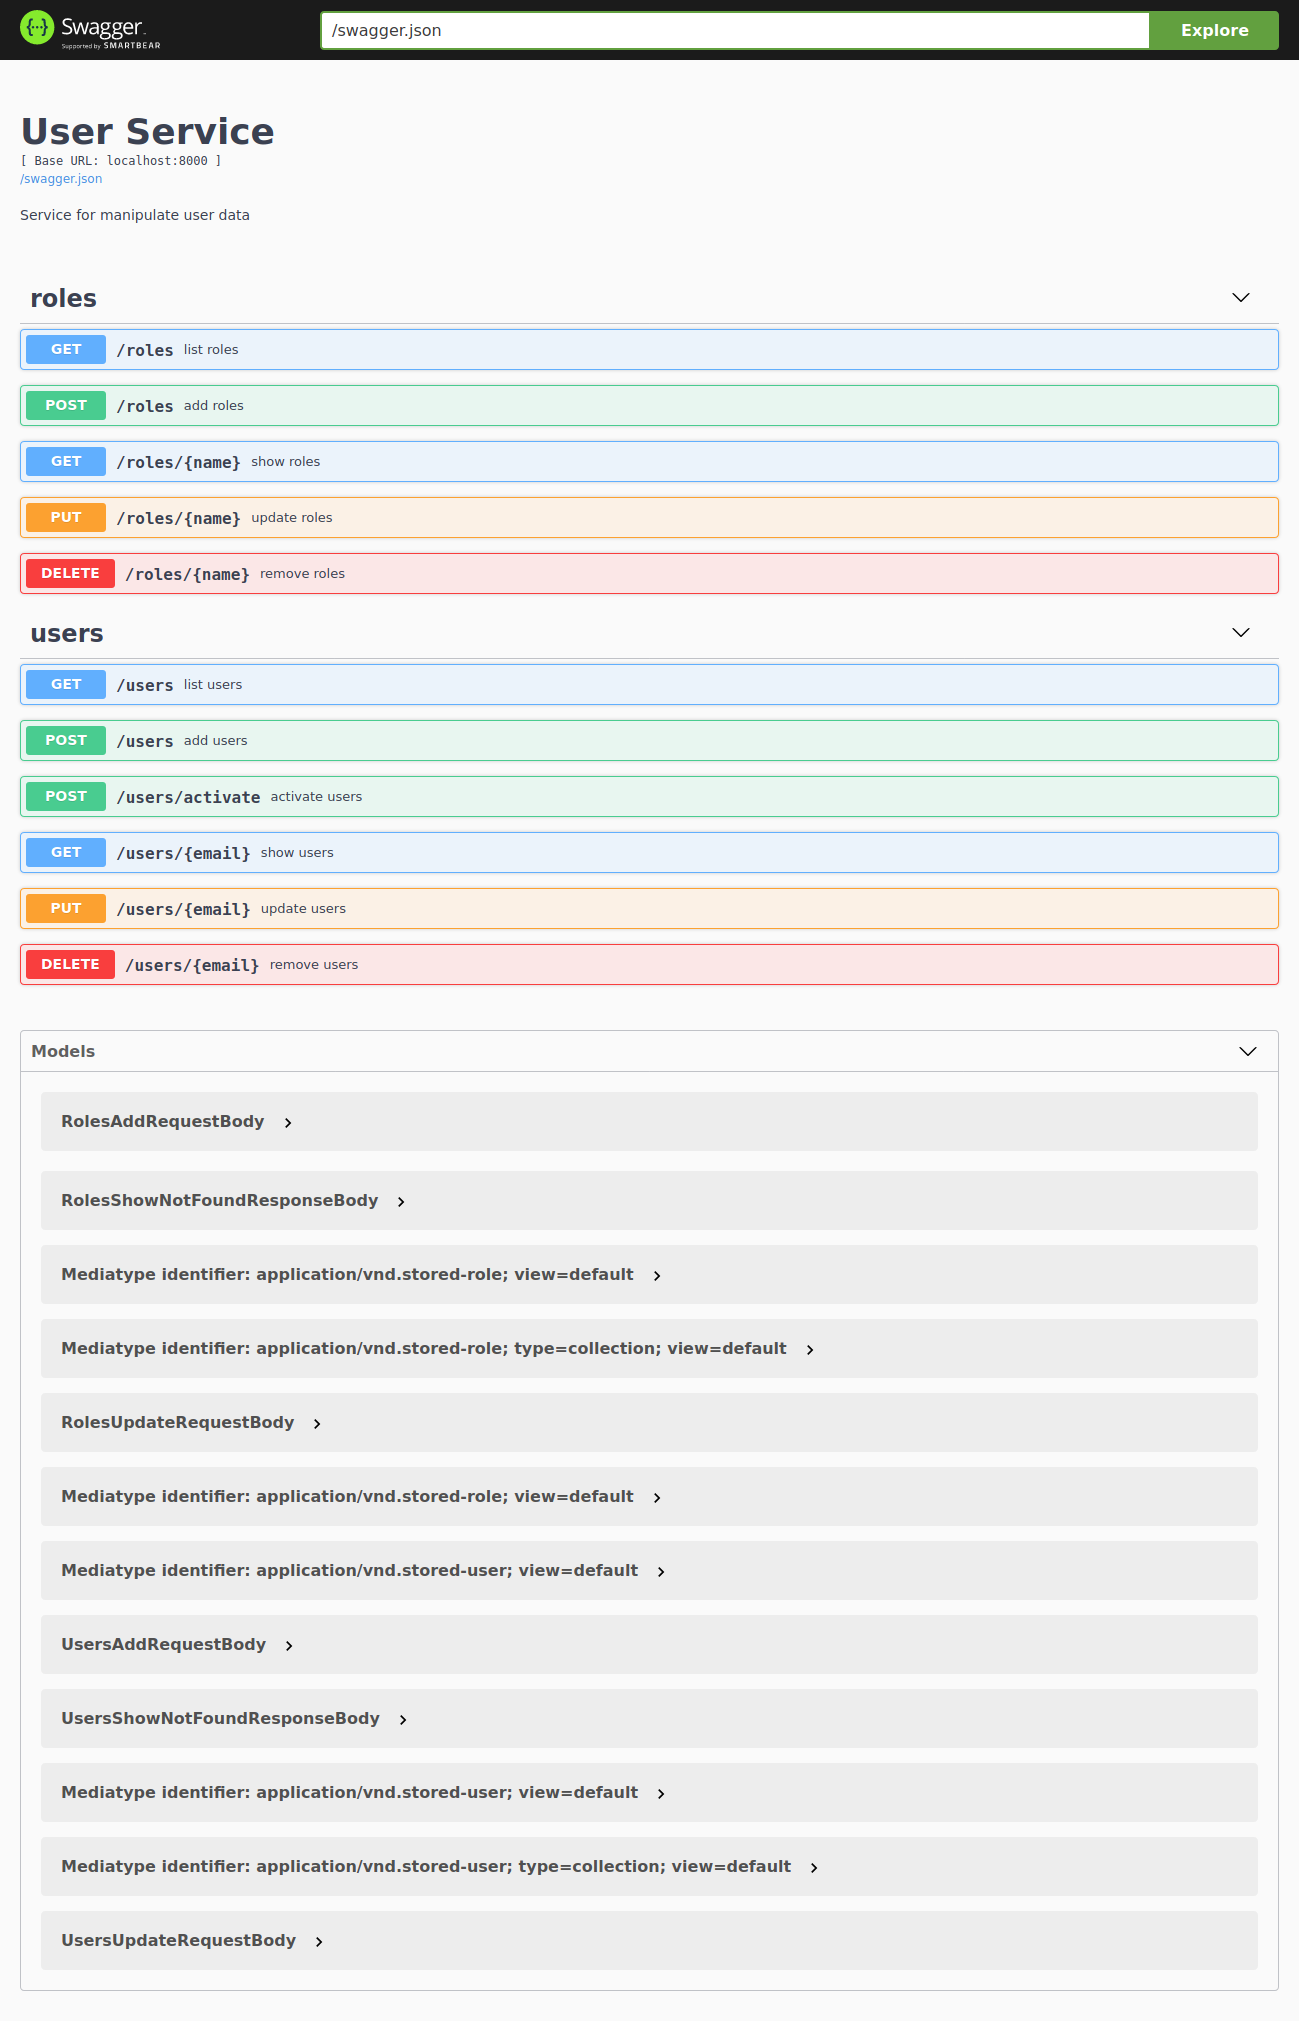 Swagger
Supported by SMARTBEAR
/swagger.json
Explore
User Service
[ Base URL: localhost:8000 ]
/swagger.json
Service for manipulate user data
roles
GET /roles list roles
POST /roles add roles
GET /roles/{name} show roles
PUT /roles/{name} update roles
DELETE /roles/{name} remove roles
users
GET /users list users
POST /users add users
POST /users/activate activate users
GET /users/{email} show users
PUT /users/{email} update users
DELETE /users/{email} remove users
Models
RolesAddRequestBody
RolesShowNotFoundResponseBody
Mediatype identifier: application/vnd.stored-role; view=default
Mediatype identifier: application/vnd.stored-role; type=collection; view=default
RolesUpdateRequestBody
Mediatype identifier: application/vnd.stored-role; view=default
Mediatype identifier: application/vnd.stored-user; view=default
UsersAddRequestBody
UsersShowNotFoundResponseBody
Mediatype identifier: application/vnd.stored-user; view=default
Mediatype identifier: application/vnd.stored-user; type=collection; view=default
UsersUpdateRequestBody